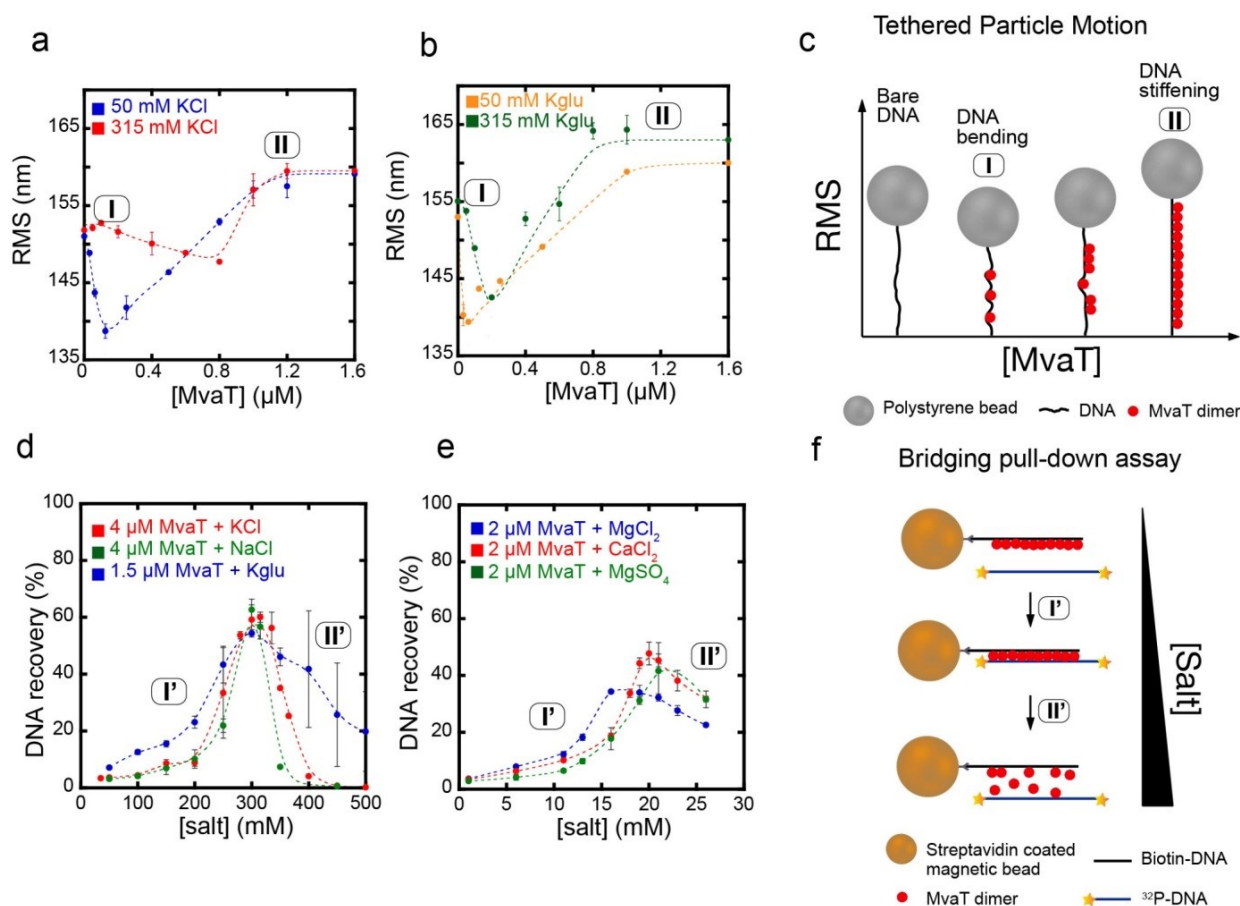 a
50 mM KCl
315 mM KCl
I
II
RMS (nm)
165
155
145
135
0
0.4
0.8
1.2
1.6
[MvaT] (µM)
b
50 mM Kglu
315 mM Kglu
I
II
RMS (nm)
165
155
145
135
0
0.4
0.8
1.2
1.6
[MvaT] (µM)
c
Tethered Particle Motion
RMS
Bare
DNA
DNA
bending
I
DNA
stiffening
II
[MvaT]
Polystyrene bead
DNA
MvaT dimer
d
4 µM MvaT + KCl
4 µM MvaT + NaCl
1.5 µM MvaT + Kglu
I’
II’
DNA recovery (%)
100
80
60
40
20
0
0
100
200
300
400
500
[salt] (mM)
e
2 µM MvaT + MgCl2
2 µM MvaT + CaCl2
2 µM MvaT + MgSO4
I’
II’
DNA recovery (%)
100
80
60
40
20
0
0
5
10
15
20
25
30
[salt] (mM)
f
Bridging pull-down assay
I’
II’
[Salt]
Streptavidin coated
magnetic bead
Biotin-DNA
MvaT dimer
32P-DNA